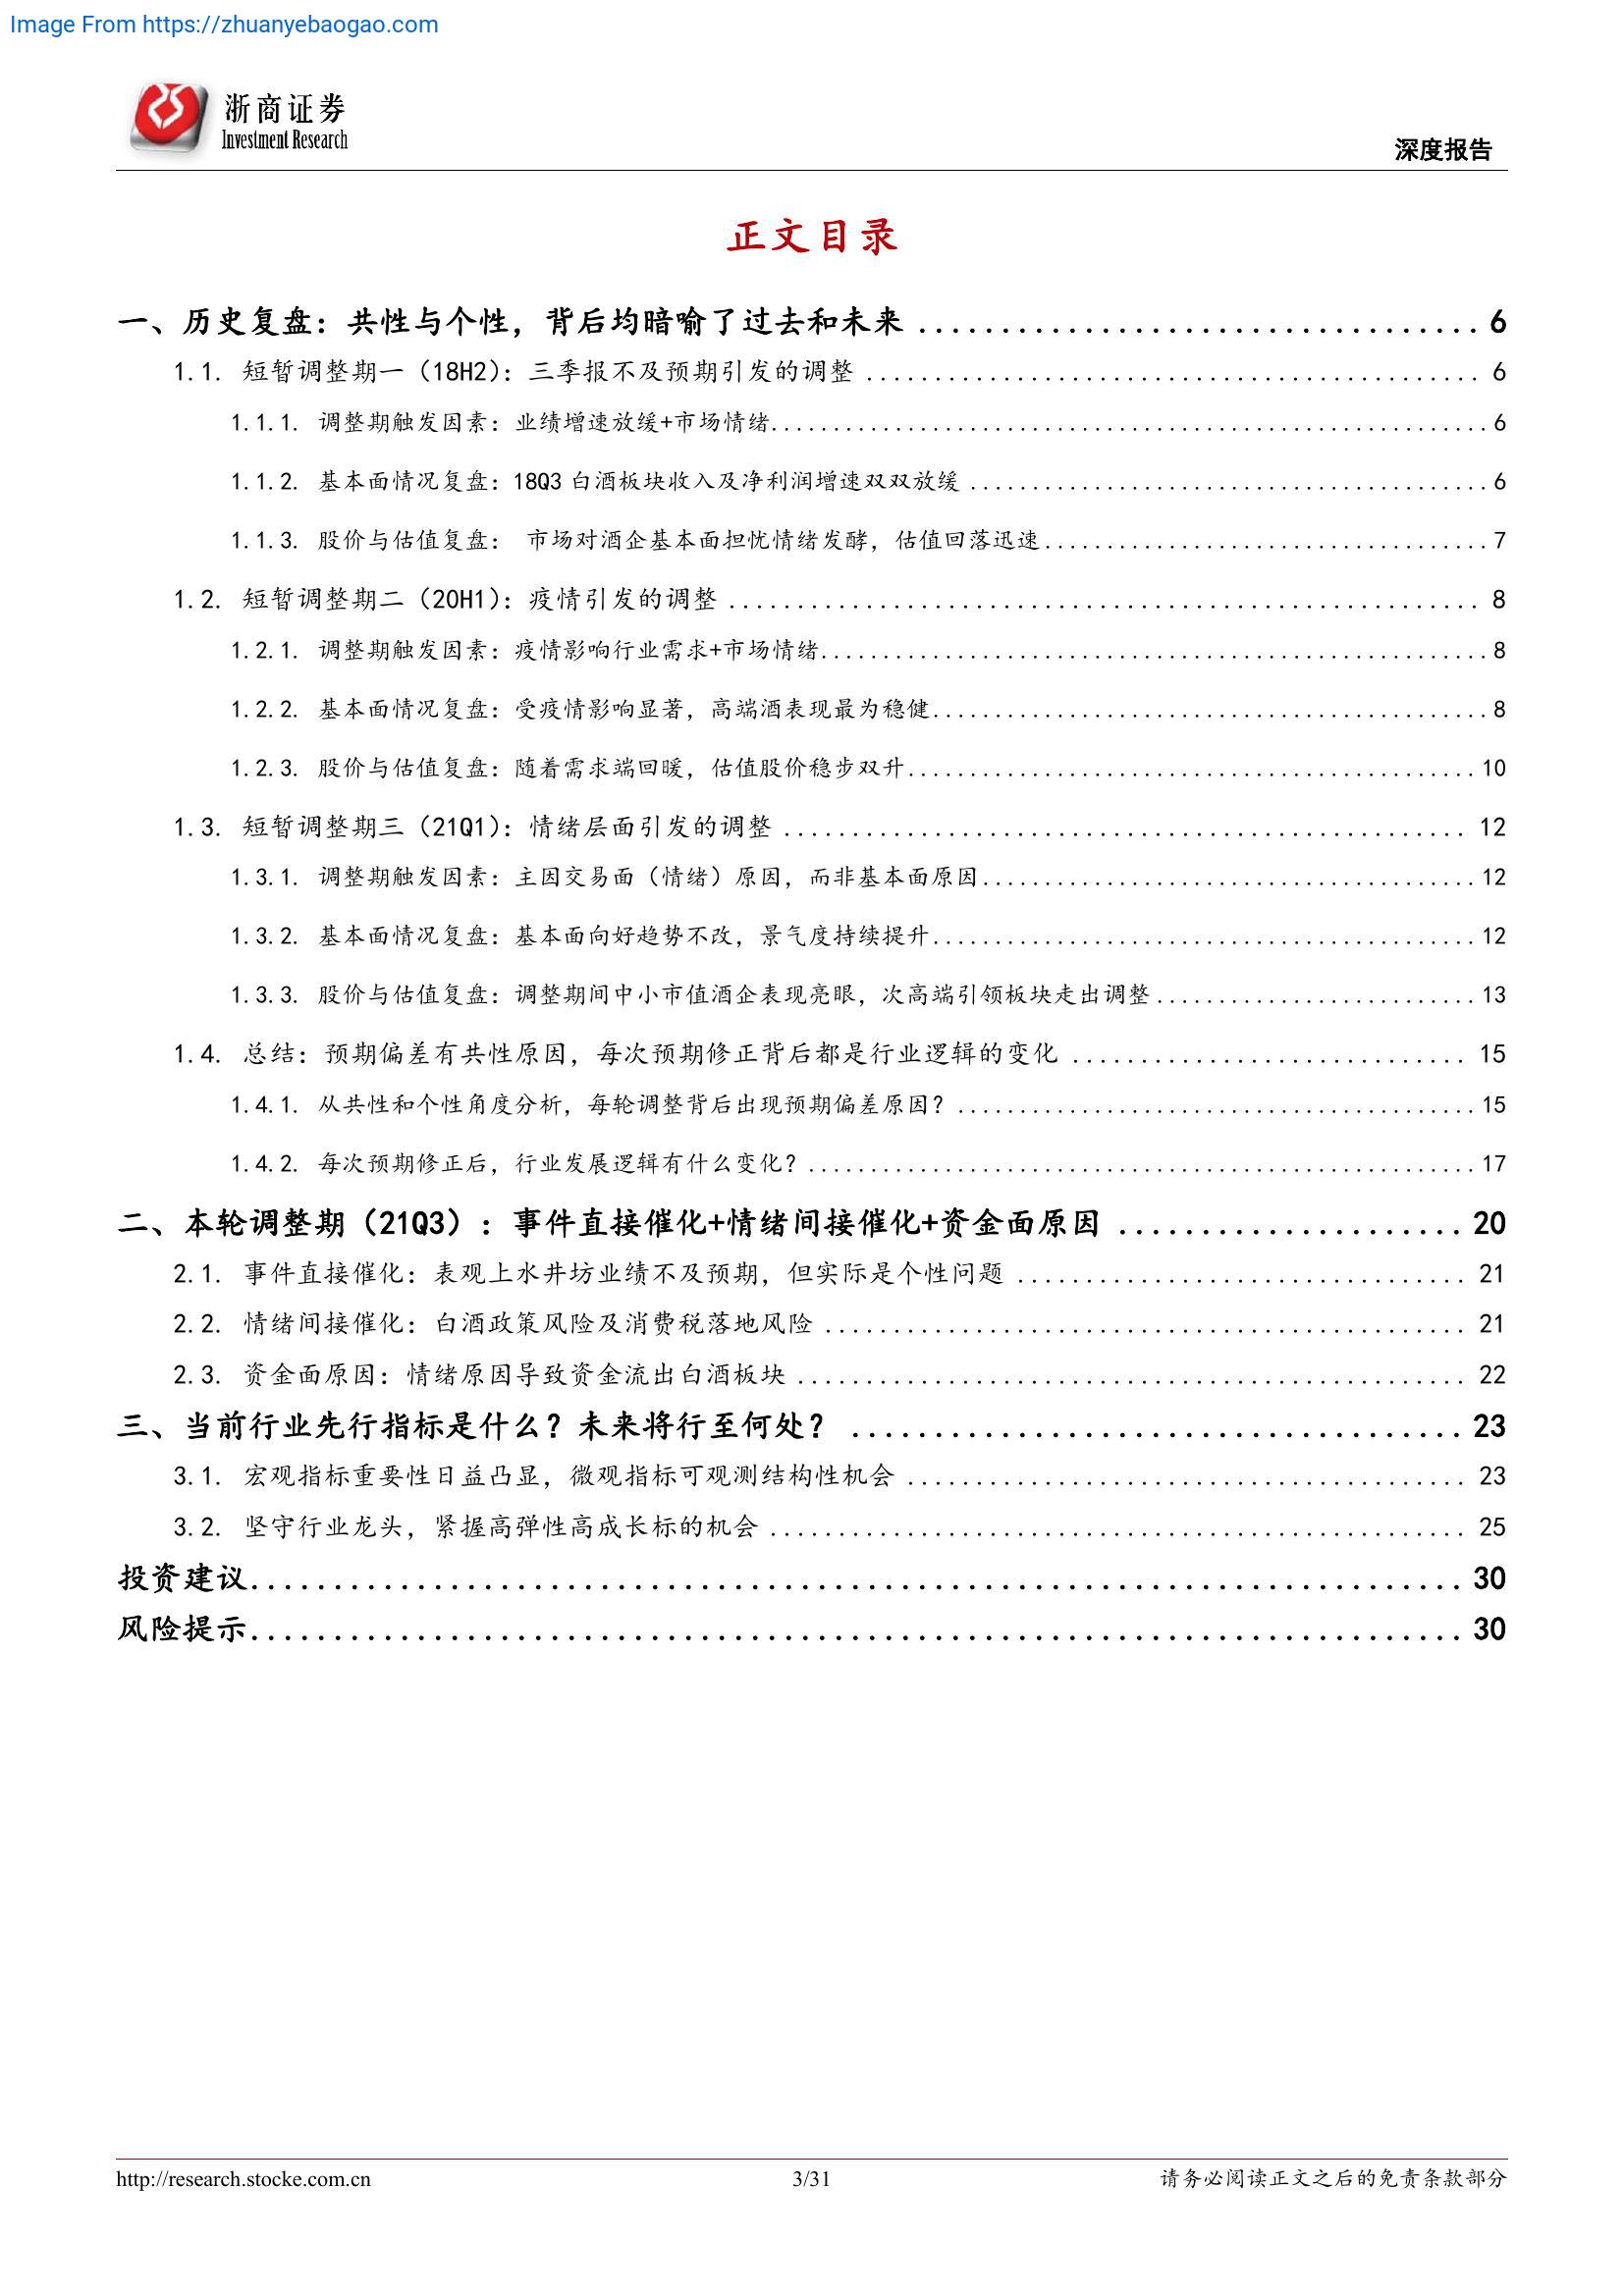 Image From https://zhuanyebaogao.com
浙商证券
Investment Research
深度报告
正文目录
一、历史复盘：共性与个性，背后均暗喻了过去和未来 .................................. 6
1.1. 短暂调整期一（18H2）：三季报不及预期引发的调整 ............................................. 6
1.1.1. 调整期触发因素：业绩增速放缓+市场情绪.......................................................... 6
1.1.2. 基本面情况复盘：18Q3 白酒板块收入及净利润增速双双放缓 .......................................... 6
1.1.3. 股价与估值复盘： 市场对酒企基本面担忧情绪发酵，估值回落迅速.................................... 7
1.2. 短暂调整期二（20H1）：疫情引发的调整 ....................................................... 8
1.2.1. 调整期触发因素：疫情影响行业需求+市场情绪...................................................... 8
1.2.2. 基本面情况复盘：受疫情影响显著，高端酒表现最为稳健............................................. 8
1.2.3. 股价与估值复盘：随着需求端回暖，估值股价稳步双升.............................................. 10
1.3. 短暂调整期三（21Q1）：情绪层面引发的调整 .................................................. 12
1.3.1. 调整期触发因素：主因交易面（情绪）原因，而非基本面原因........................................ 12
1.3.2. 基本面情况复盘：基本面向好趋势不改，景气度持续提升............................................ 12
1.3.3. 股价与估值复盘：调整期间中小市值酒企表现亮眼，次高端引领板块走出调整.......................... 13
1.4. 总结：预期偏差有共性原因，每次预期修正背后都是行业逻辑的变化 ............................. 15
1.4.1. 从共性和个性角度分析，每轮调整背后出现预期偏差原因？.......................................... 15
1.4.2. 每次预期修正后，行业发展逻辑有什么变化？...................................................... 17
二、本轮调整期（21Q3）：事件直接催化+情绪间接催化+资金面原因 ..................... 20
2.1. 事件直接催化：表观上水井坊业绩不及预期，但实际是个性问题 ................................. 21
2.2. 情绪间接催化：白酒政策风险及消费税落地风险 ............................................... 21
2.3. 资金面原因：情绪原因导致资金流出白酒板块 ................................................. 22
三、当前行业先行指标是什么？未来将行至何处？ ..................................... 23
3.1. 宏观指标重要性日益凸显，微观指标可观测结构性机会 ......................................... 23
3.2. 坚守行业龙头，紧握高弹性高成长标的机会 ................................................... 25
投资建议.......................................................................... 30
风险提示.......................................................................... 30
http://research.stocke.com.cn
3/31
请务必阅读正文之后的免责条款部分